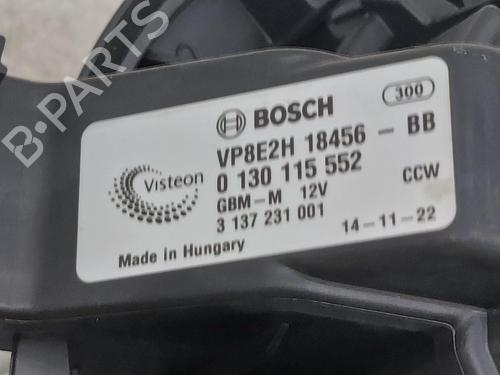 B-PARTS
BOSCH 300
VP8E2H 18456 - BB
0 130 115 552 CCW
Visteon
GBM-M 12V
3 137 231 001 14-11-22
Made in Hungary